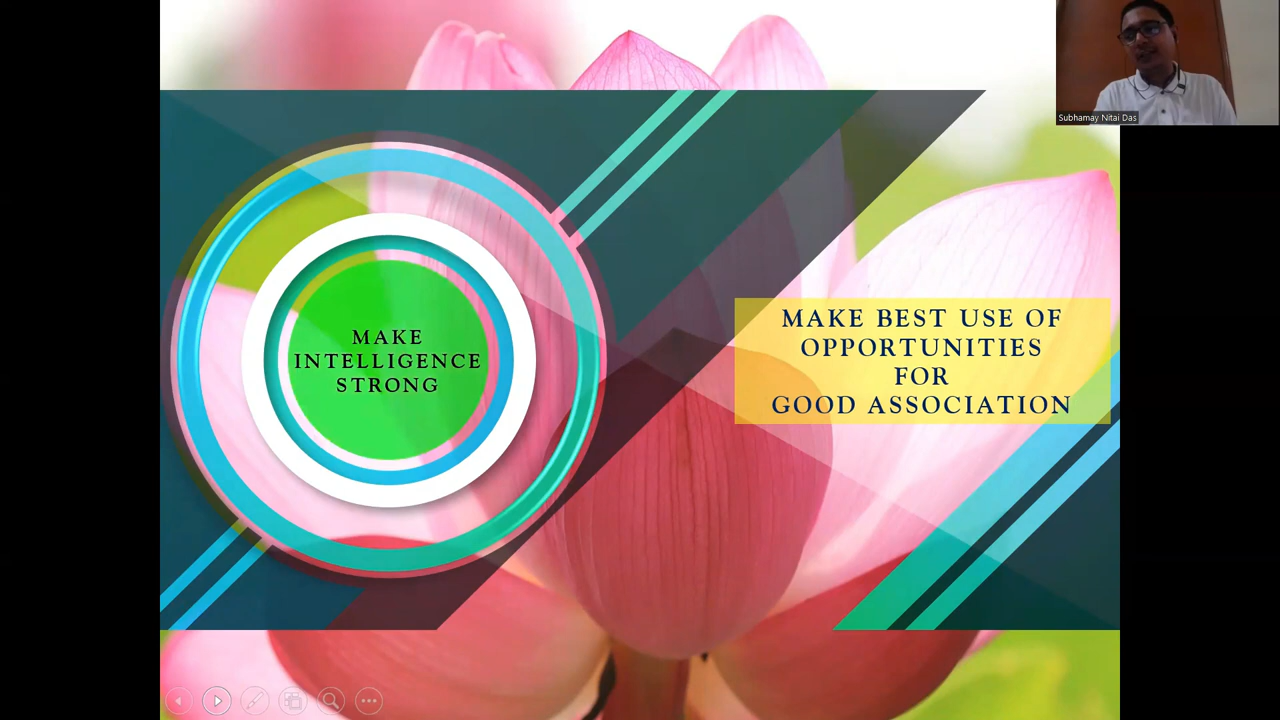 Subhamay Nitai Das
MAKE
INTELLIGENCE
STRONG
MAKE BEST USE OF
OPPORTUNITIES
FOR
GOOD ASSOCIATION